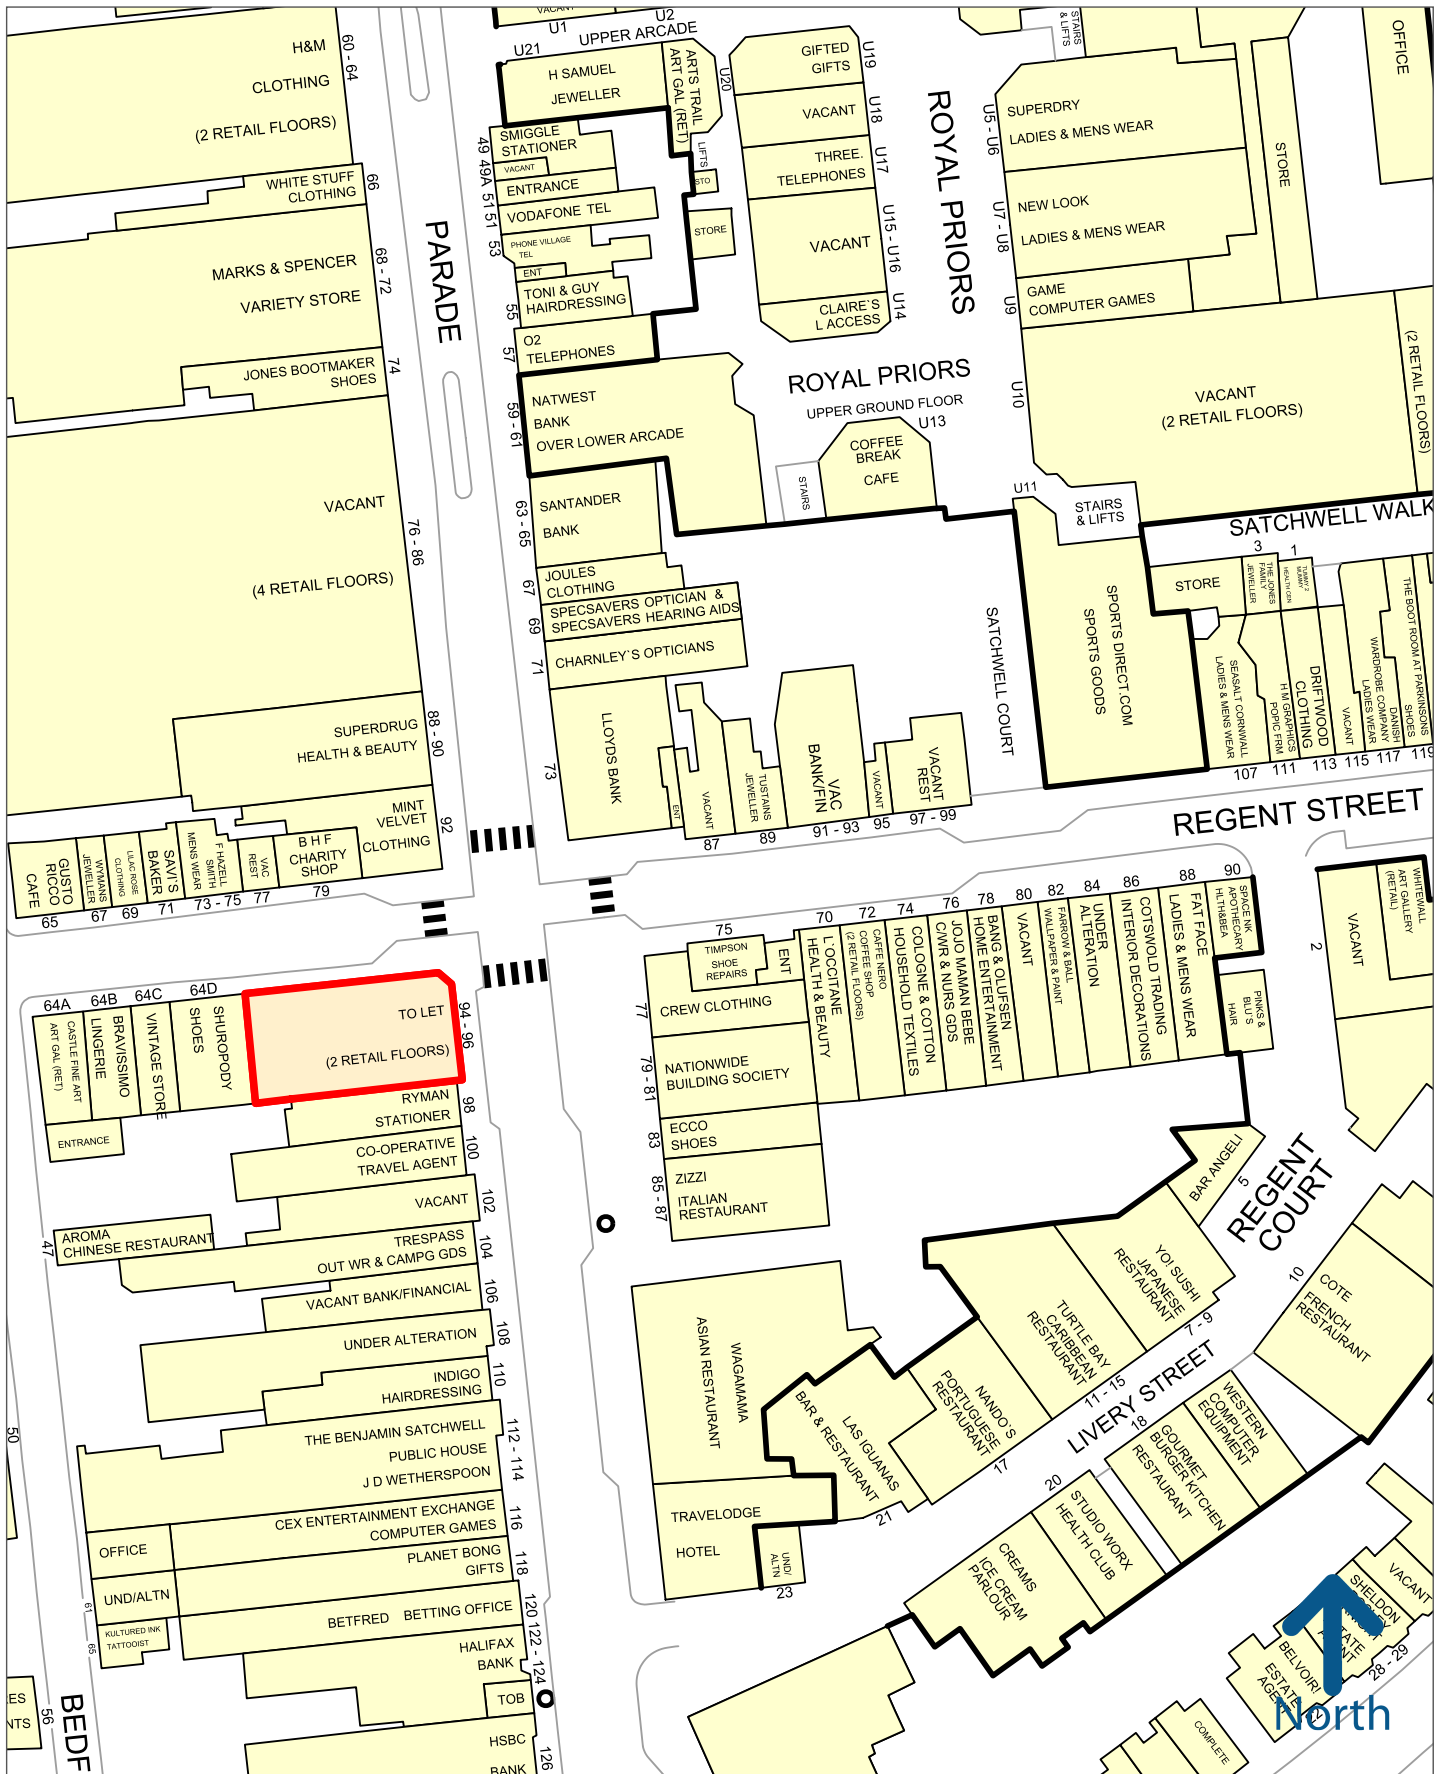 H&M
CLOTHING
(2 RETAIL FLOORS)
60 - 64
WHITE STUFF
CLOTHING
66
MARKS & SPENCER
VARIETY STORE
68 - 72
JONES BOOTMAKER
SHOES
74
VACANT
(4 RETAIL FLOORS)
76 - 86
SUPERDRUG
HEALTH & BEAUTY
88 - 90
MINT
VELVET
CLOTHING
92
GUSTO
RICCO
CAFE
65
WYMANS
JEWELLER
67
LILAC ROSE
CLOTHING
69
SAVI'S
BAKER
71
F HAZELL
SMITH
MENS WEAR
73 - 75
VAC
REST
77
B H F
CHARITY
SHOP
79
PARADE
VACANT
U1
U2
UPPER ARCADE
U21
H SAMUEL
JEWELLER
ARTS TRAIL
ART GAL (RET)
U20
LIFTS
STO
STORE
SMIGGLE
STATIONER
49
VACANT
49A
ENTRANCE
51
VODAFONE TEL
51
PHONE VILLAGE
TEL
53
ENT
TONI & GUY
HAIRDRESSING
55
O2
TELEPHONES
57
NATWEST
BANK
OVER LOWER ARCADE
59 - 61
SANTANDER
BANK
63 - 65
JOULES
CLOTHING
67
SPECSAVERS OPTICIAN &
SPECSAVERS HEARING AIDS
69
CHARNLEY`S OPTICIANS
71
LLOYDS BANK
73
ENT
VACANT
87
TUSTAINS
JEWELLER
89
VAC
BANK/FIN
91 - 93
VACANT
95
VACANT
REST
97 - 99
GIFTED
GIFTS
U19
VACANT
U18
THREE.
TELEPHONES
U17
VACANT
U15 - U16
CLAIRE`S
L ACCESS
U14
ROYAL PRIORS
ROYAL PRIORS
UPPER GROUND FLOOR
U13
COFFEE
BREAK
CAFE
STAIRS
STAIRS
& LIFTS
SUPERDRY
LADIES & MENS WEAR
U5 - U6
NEW LOOK
LADIES & MENS WEAR
U7 - U8
GAME
COMPUTER GAMES
U9
STORE
OFFICE
VACANT
(2 RETAIL FLOORS)
U10
(2 RETAIL FLOORS)
U11
STAIRS
& LIFTS
SATCHWELL WALK
SATCHWELL COURT
SPORTS DIRECT.COM
SPORTS GOODS
STORE
3
THE JONES
FAMILY
JEWELLER
1
TUMMY 2
MUMMY
HEALTH CEN
SEASALT CORNWALL
LADIES & MENS WEAR
107
H M GRAPHICS
POPIC FRM
111
DRIFTWOOD
CLOTHING
113
VACANT
115
WARDROBE COMPANY
LADIES WEAR
DANISH
117
THE BOOT ROOM AT PARKINSONS
SHOES
119
REGENT STREET
64A
CASTLE FINE ART
ART GAL (RET)
64B
BRAVISSIMO
LINGERIE
64C
VINTAGE STORE
64D
SHUROPODY
SHOES
ENTRANCE
TO LET
(2 RETAIL FLOORS)
94 - 96
RYMAN
STATIONER
98
CO-OPERATIVE
TRAVEL AGENT
100
VACANT
102
AROMA
CHINESE RESTAURANT
47
TRESPASS
OUT WR & CAMPG GDS
104
VACANT BANK/FINANCIAL
106
UNDER ALTERATION
108
INDIGO
HAIRDRESSING
110
THE BENJAMIN SATCHWELL
PUBLIC HOUSE
J D WETHERSPOON
112 - 114
CEX ENTERTAINMENT EXCHANGE
COMPUTER GAMES
116
OFFICE
PLANET BONG
GIFTS
118
UND/ALTN
61
BETFRED BETTING OFFICE
120
KULTURED INK
TATTOOIST
65
HALIFAX
BANK
122 - 124
TOB
HSBC
BANK
126
50
56
BEDF
75
TIMPSON
SHOE
REPAIRS
ENT
CREW CLOTHING
77
NATIONWIDE
BUILDING SOCIETY
79 - 81
ECCO
SHOES
83
ZIZZI
ITALIAN
RESTAURANT
85 - 87
70
L`OCCITANE
HEALTH & BEAUTY
72
CAFFE NERO
COFFEE SHOP
(2 RETAIL FLOORS)
74
COLOGNE & COTTON
HOUSEHOLD TEXTILES
76
JOJO MAMAN BEBE
C/WR & NURS GDS
78
BANG & OLUFSEN
HOME ENTERTAINMENT
80
VACANT
82
FARROW & BALL
WALLPAPER & PAINT
84
UNDER
ALTERATION
86
COTSWOLD TRADING
INTERIOR DECORATIONS
88
FAT FACE
LADIES & MENS WEAR
90
SPACE NK
APOTHECARY
HLTH&BEA
PINKS &
BLU'S
HAIR
2
VACANT
WHITEWALL
ART GALLERY
(RETAIL)
BAR ANGELI
5
REGENT
COURT
YO! SUSHI
JAPANESE
RESTAURANT
7 - 9
10
COTE
FRENCH
RESTAURANT
TURTLE BAY
CARIBBEAN
RESTAURANT
11 - 15
LIVERY STREET
NANDO`S
PORTUGUESE
RESTAURANT
17
WAGAMAMA
ASIAN RESTAURANT
LAS IGUANAS
BAR & RESTAURANT
21
TRAVELODGE
HOTEL
UND/
ALTN
23
18
WESTERN
COMPUTER
EQUIPMENT
GOURMET
BURGER KITCHEN
RESTAURANT
20
STUDIO WORX
HEALTH CLUB
CREAMS
ICE CREAM
PARLOUR
VACANT
SHELDON
28 - 29
BELVOIR!
ESTATE
COMPLETE
North